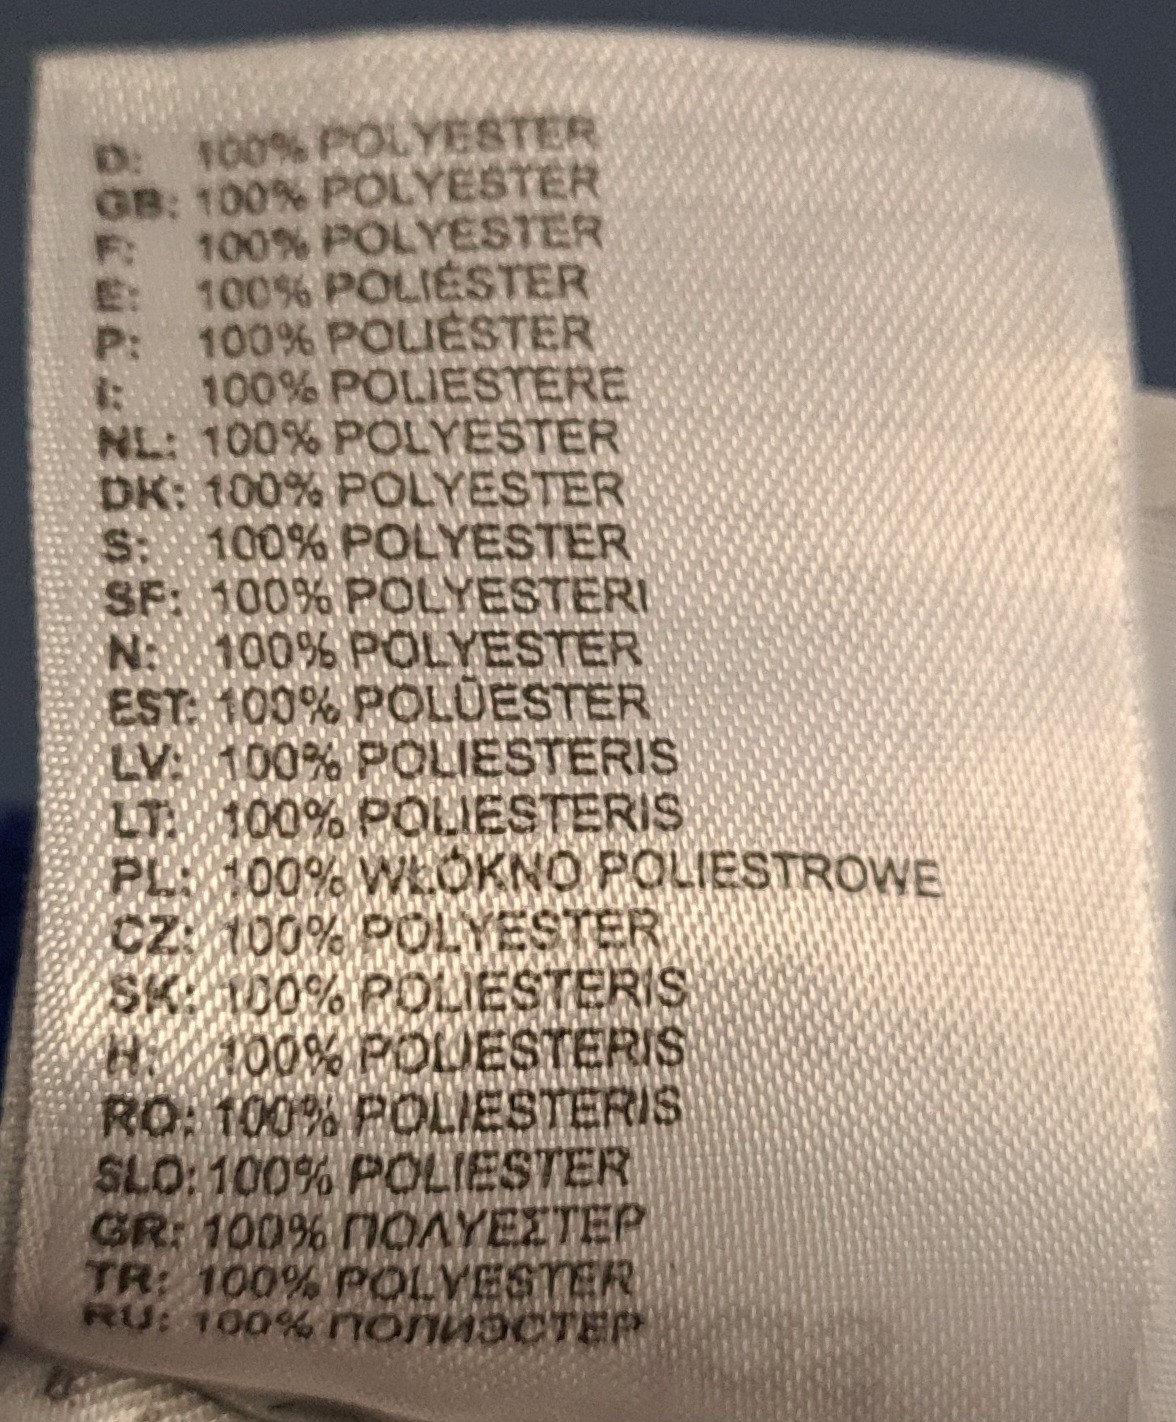 D: 100% POLYESTER
GB: 100% POLYESTER
F: 100% POLYESTER
E: 100% POLIÉSTER
P: 100% POLIÉSTER
I: 100% POLIESTERE
NL: 100% POLYESTER
DK: 100% POLYESTER
S: 100% POLYESTER
SF: 100% POLYESTERI
N: 100% POLYESTER
EST: 100% POLÜESTER
LV: 100% POLIESTERIS
LT: 100% POLIESTERIS
PL: 100% WŁÓKNO POLIESTROWE
CZ: 100% POLYESTER
SK: 100% POLIESTERIS
H: 100% POLIESTERIS
RO: 100% POLIESTERIS
SLO: 100% POLIESTER
GR: 100% ΠΟΛΥΕΣΤΕΡ
TR: 100% POLYESTER
RU: 100% ПОЛИЭСТЕР